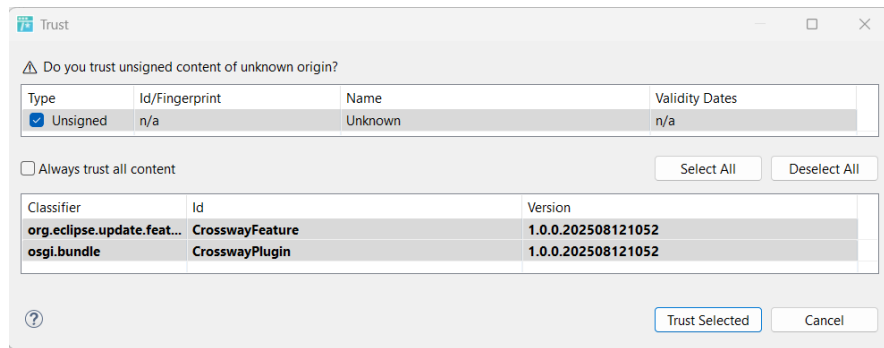 Trust
Do you trust unsigned content of unknown origin?
Type Id/Fingerprint Name Validity Dates
Unsigned n/a Unknown n/a
Always trust all content Select All Deselect All
Classifier Id Version
org.eclipse.update.feat... CrosswayFeature 1.0.0.202508121052
osgi.bundle CrosswayPlugin 1.0.0.202508121052
? Trust Selected Cancel